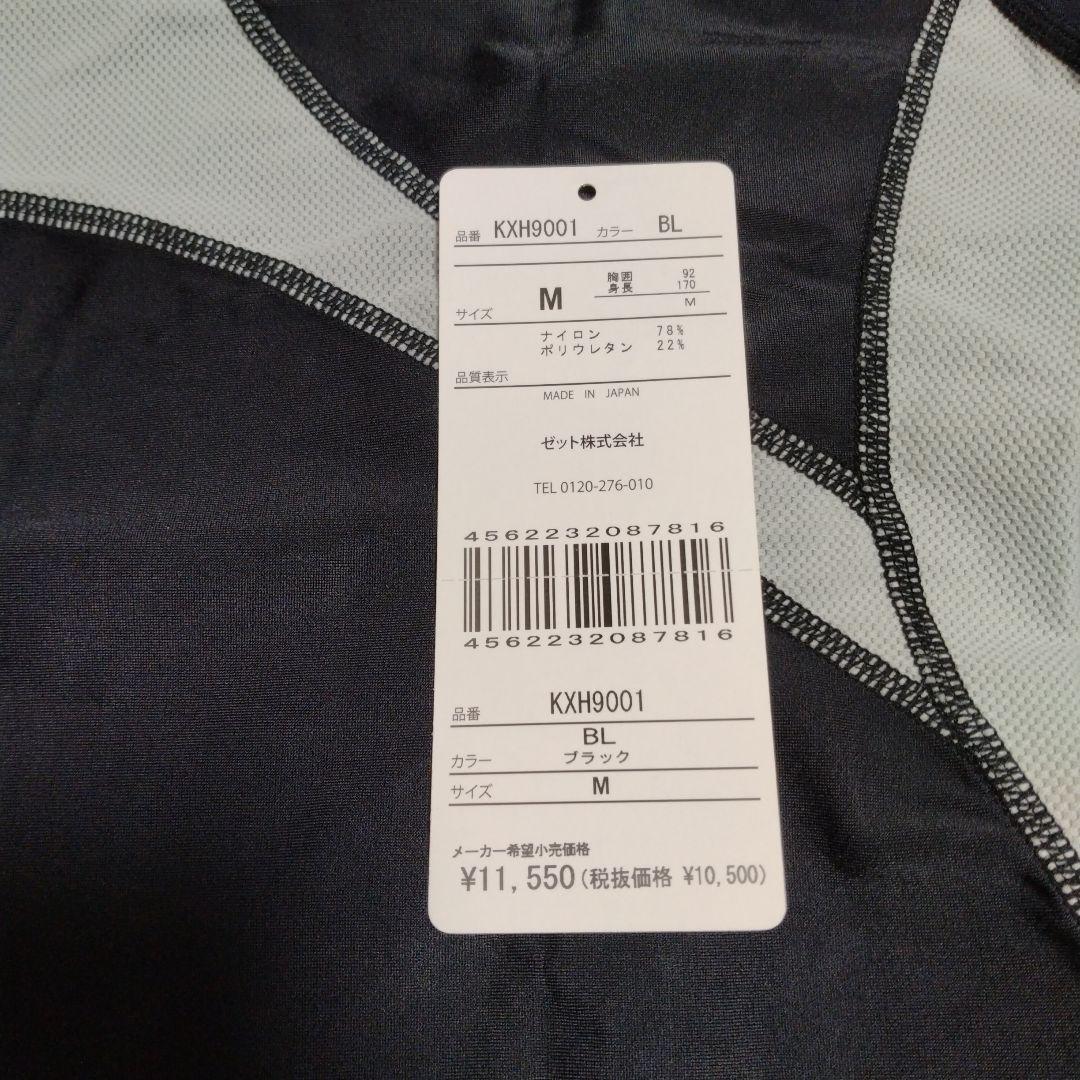 品番 KXH9001 カラー BL
胸囲 92
身長 170
サイズ M M
ナイロン 78%
ポリウレタン 22%
品質表示
MADE IN JAPAN
ゼット株式会社
TEL 0120-276-010
4562232087816
4562232087816
品番 KXH9001
BL
カラー ブラック
サイズ M
メーカー希望小売価格
¥11,550(税抜価格 ¥10,500)